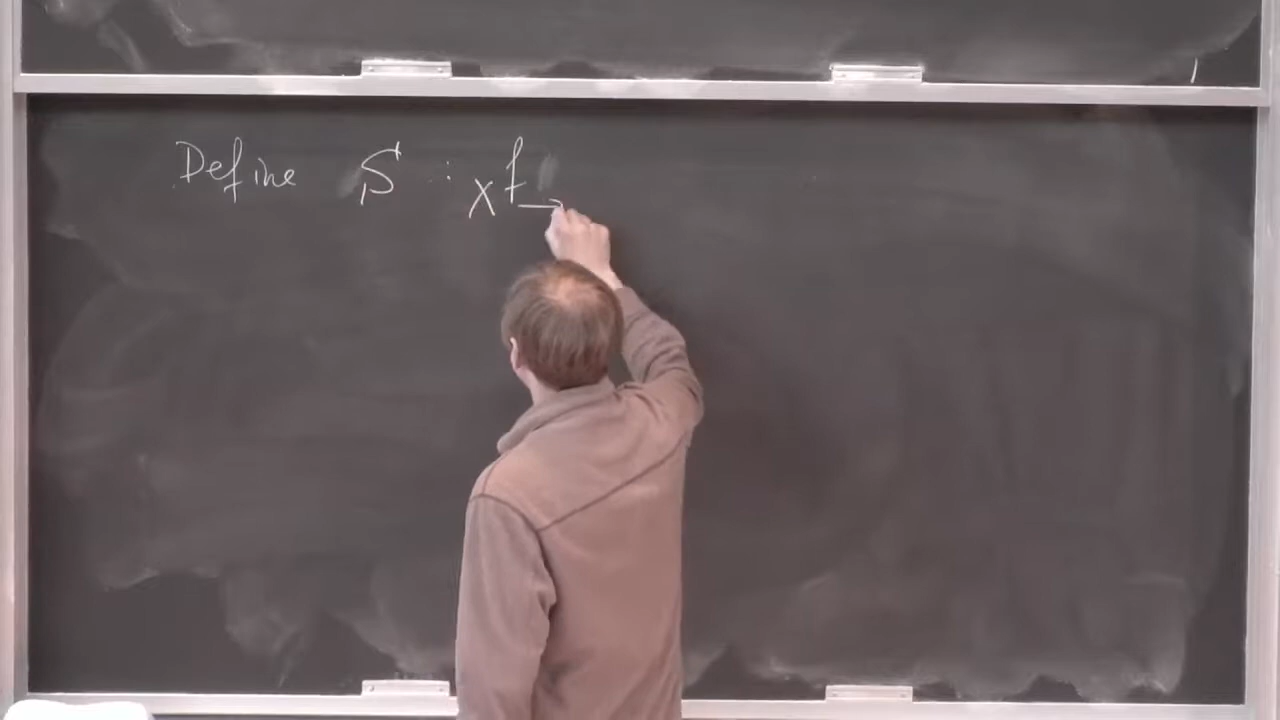 Define S : X^f →